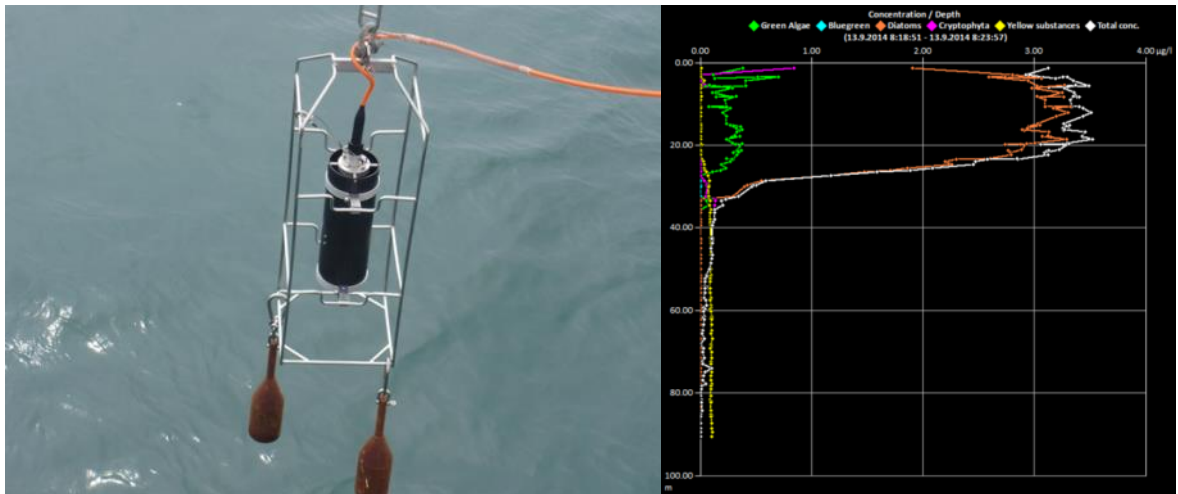 Concentration / Depth
Green Algae Bluegreen Diatoms Cryptophyta Yellow substances Total conc.
(13.9.2014 8:18:51 - 13.9.2014 8:23:57)
0.00 1.00 2.00 3.00 4.00 µg/l
0.00
20.00
40.00
60.00
80.00
100.00
m